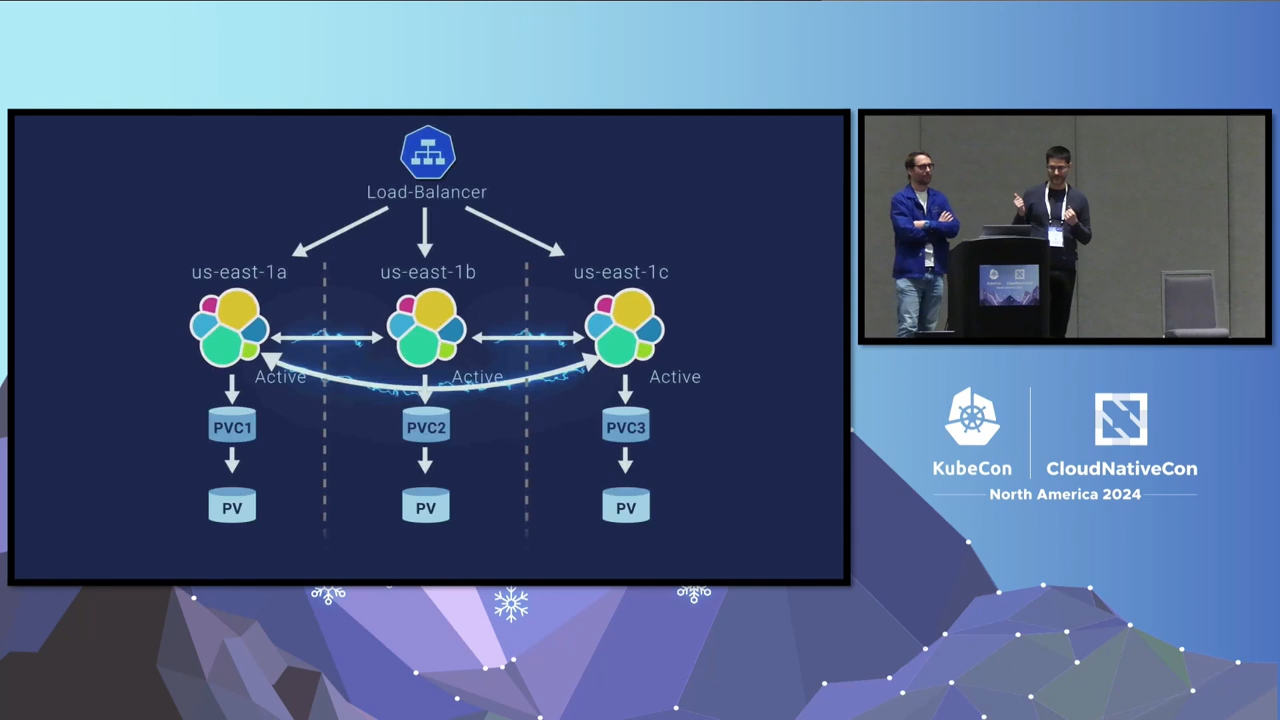 Load-Balancer
us-east-1a
us-east-1b
us-east-1c
Active
Active
Active
PVC1
PVC2
PVC3
PV
PV
PV
KubeCon
CloudNativeCon
North America 2024